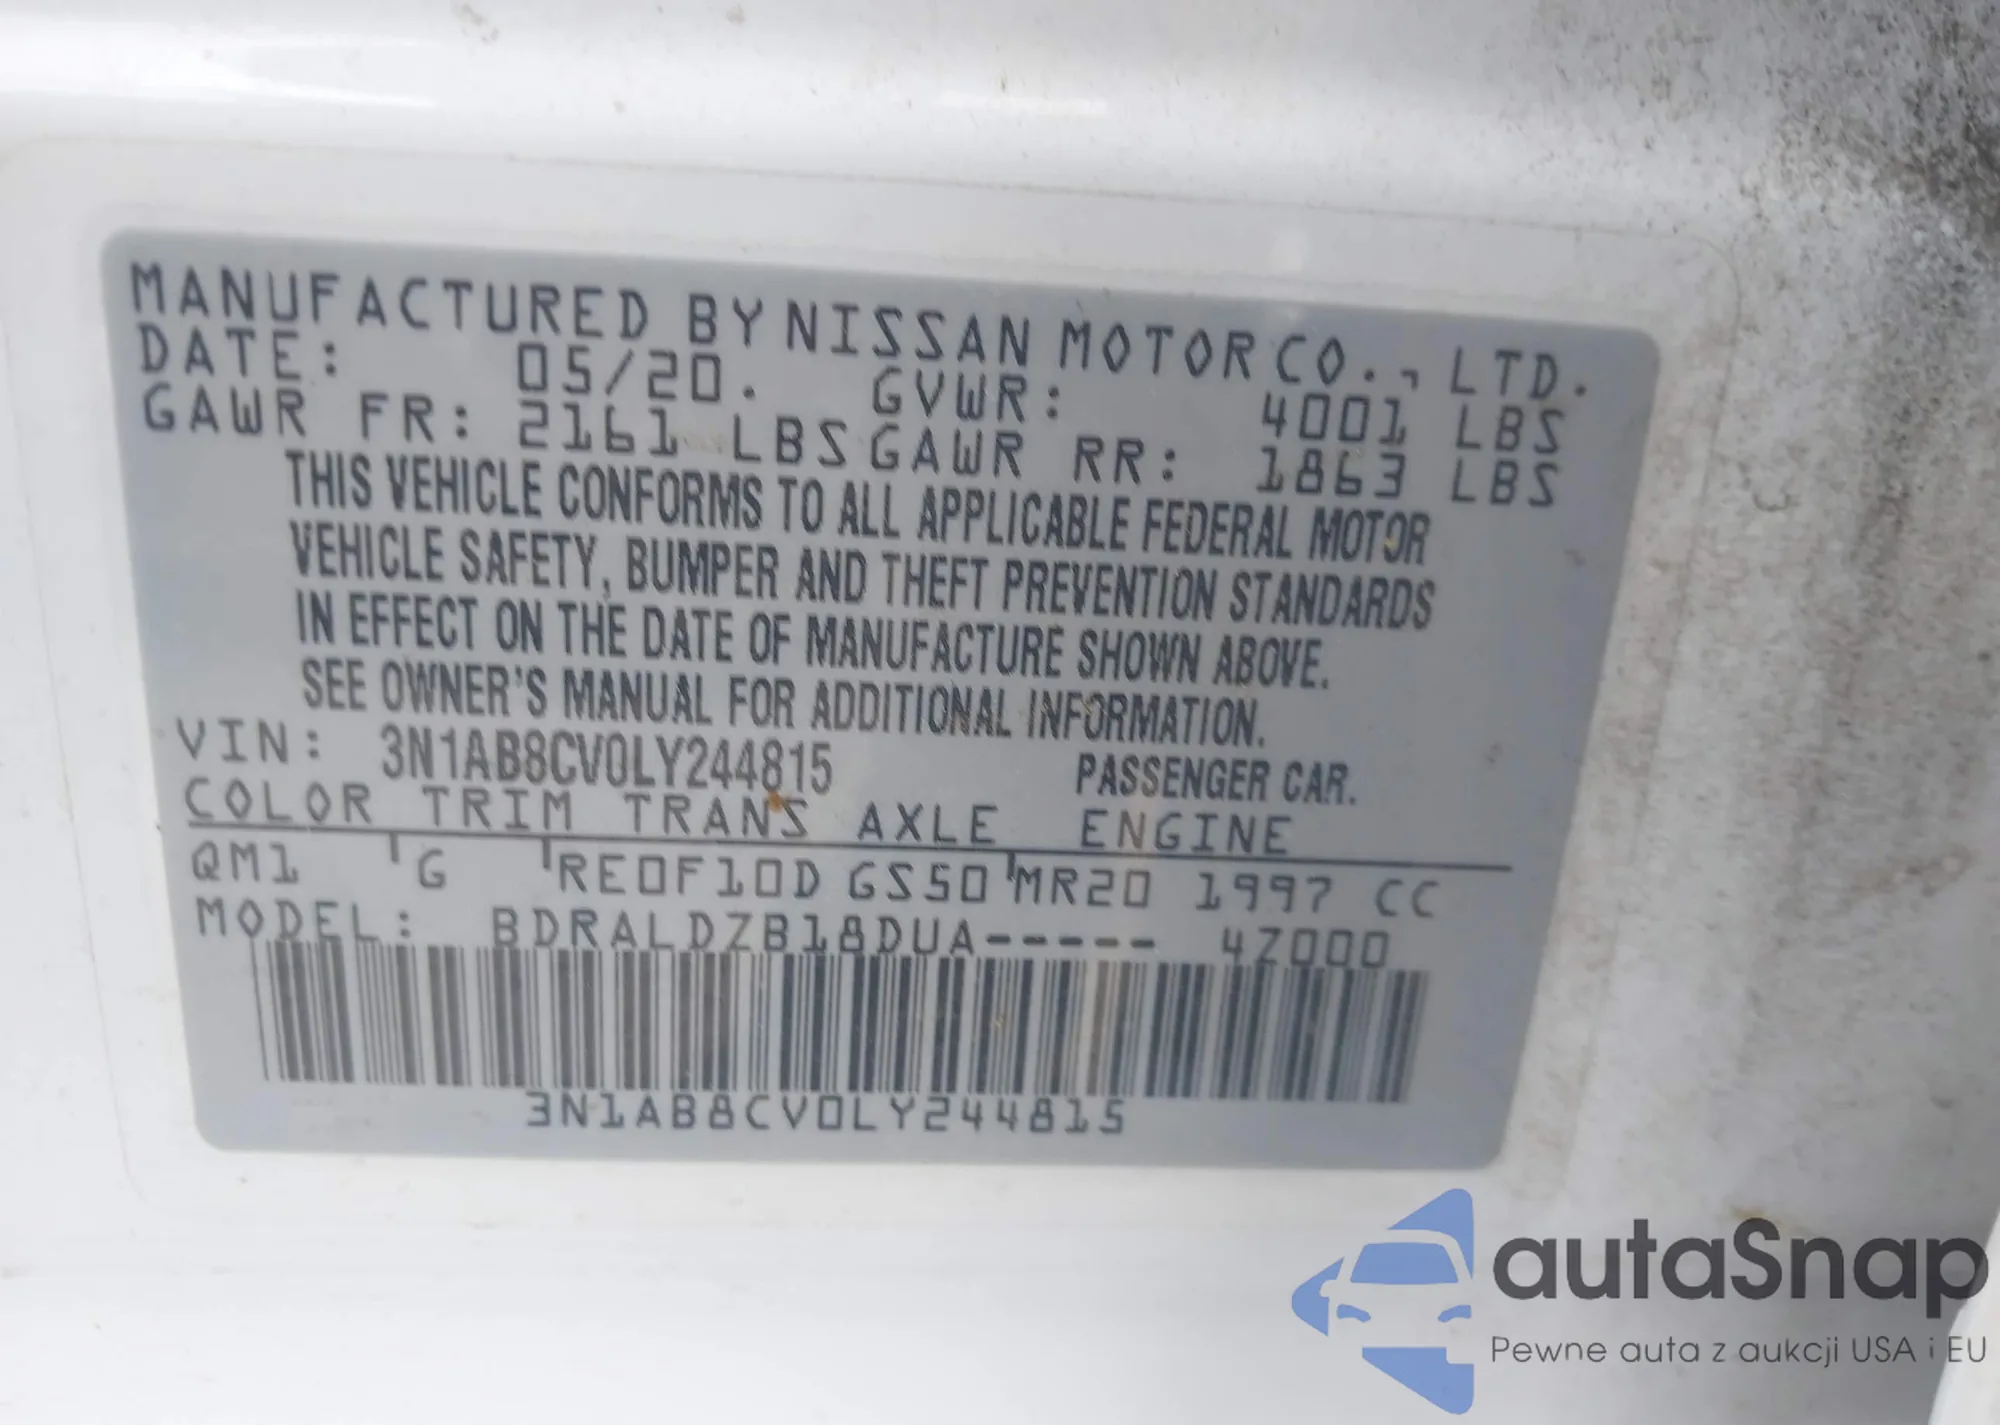 MANUFACTURED BY NISSAN MOTOR CO., LTD.
DATE: 05/20. GVWR: 4001 LBS
GAWR FR: 2161 LBS GAWR RR: 1863 LBS
THIS VEHICLE CONFORMS TO ALL APPLICABLE FEDERAL MOTOR
VEHICLE SAFETY, BUMPER AND THEFT PREVENTION STANDARDS
IN EFFECT ON THE DATE OF MANUFACTURE SHOWN ABOVE.
SEE OWNER'S MANUAL FOR ADDITIONAL INFORMATION.
VIN: 3N1AB8CV0LY244815 PASSENGER CAR.
COLOR TRIM TRANS AXLE ENGINE
QM1 G RE0F10D GS50 MR20 1997 CC
MODEL: BDRALDZB18DUA----- 4Z000
3N1AB8CV0LY244815
autaSnap
Pewne auta z aukcji USA i EU